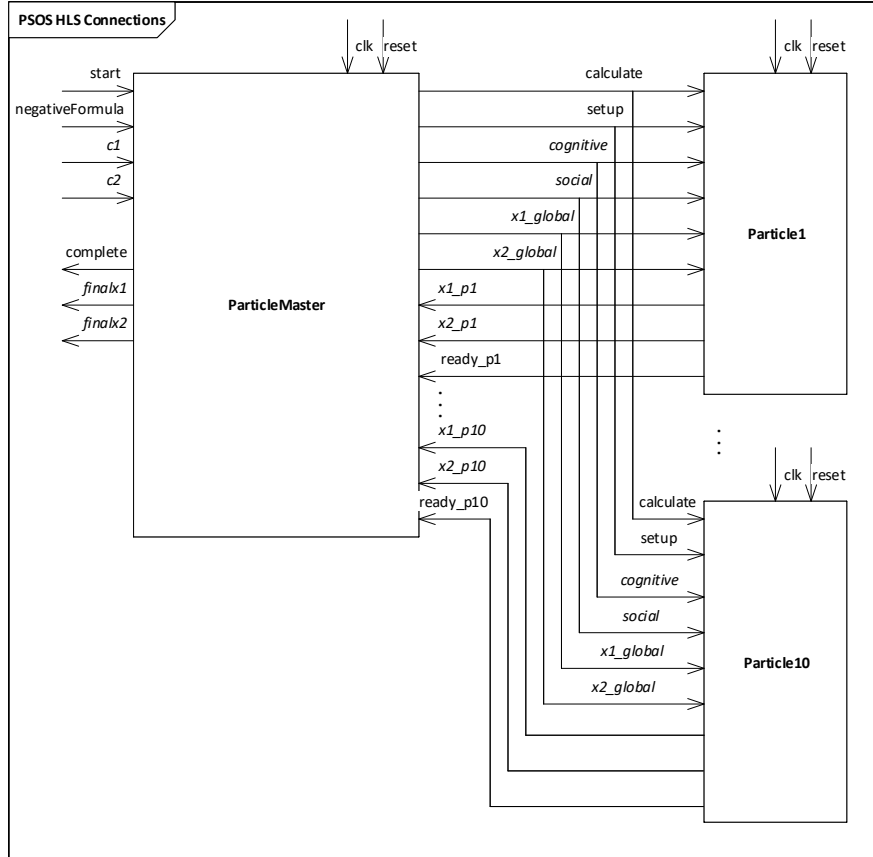 PSOS HLS Connections
clk reset
clk reset
start
negativeFormula
c1
c2
complete
finalx1
finalx2
ParticleMaster
calculate
setup
cognitive
social
x1_global
x2_global
x1_p1
x2_p1
ready_p1
x1_p10
x2_p10
ready_p10
Particle1
clk reset
calculate
setup
cognitive
social
x1_global
x2_global
Particle10